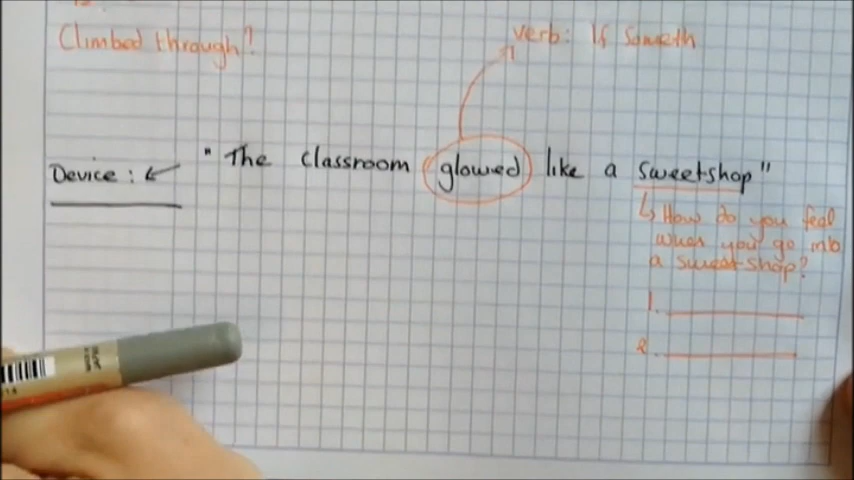 Climbed through?
verb: If Someth
Device: "The classroom glowed like a sweetshop"
↳ How do you feel
when you go into
a sweetshop?
1.
2.